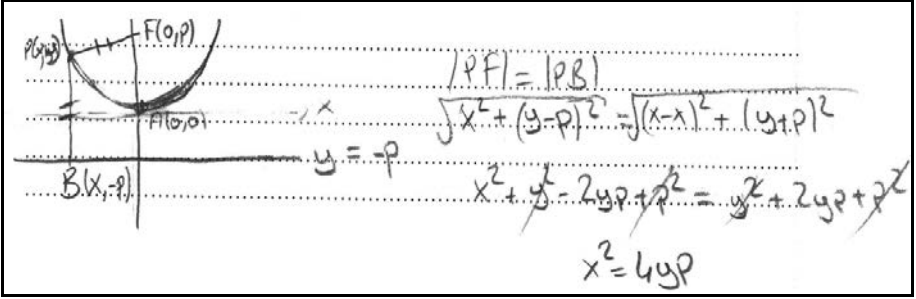 F(0,p)
P(x,y)
|PF| = |PB|
A(0,0)
x
√x² + (y-p)² = √(x-x)² + (y+p)²
y = -p
B(x,-p)
x² + y² - 2yp + p² = y² + 2yp + p²
x² = 4yp